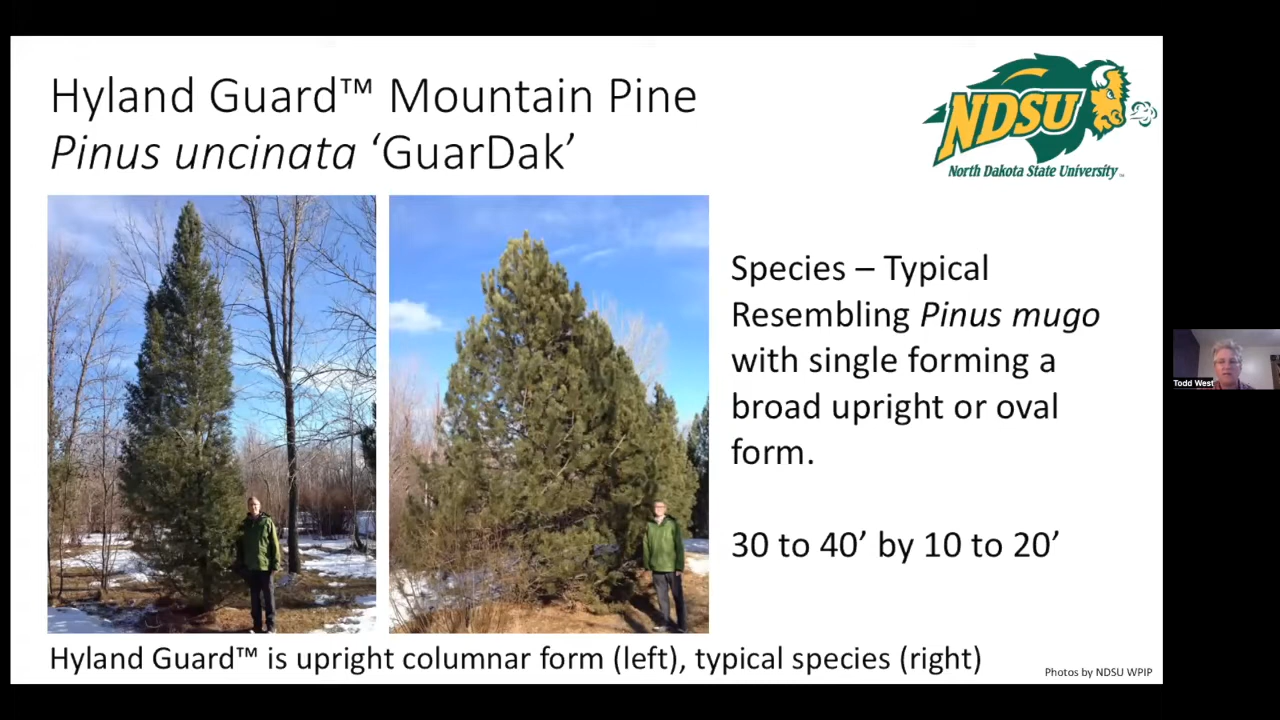 Hyland Guard™ Mountain Pine
Pinus uncinata ‘GuarDak’
NDSU
North Dakota State University™
Species – Typical
Resembling Pinus mugo
with single forming a
broad upright or oval
form.
30 to 40’ by 10 to 20’
Todd West
Hyland Guard™ is upright columnar form (left), typical species (right)
Photos by NDSU WPIP